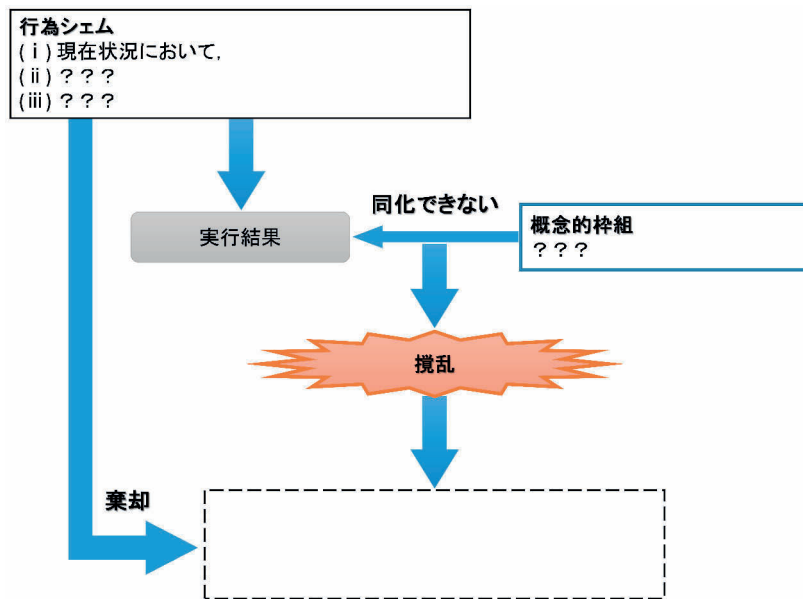 行為シェム
(ⅰ) 現在状況において,
(ⅱ) ？？？
(ⅲ) ？？？
同化できない
実行結果
概念的枠組
？？？
撹乱
棄却